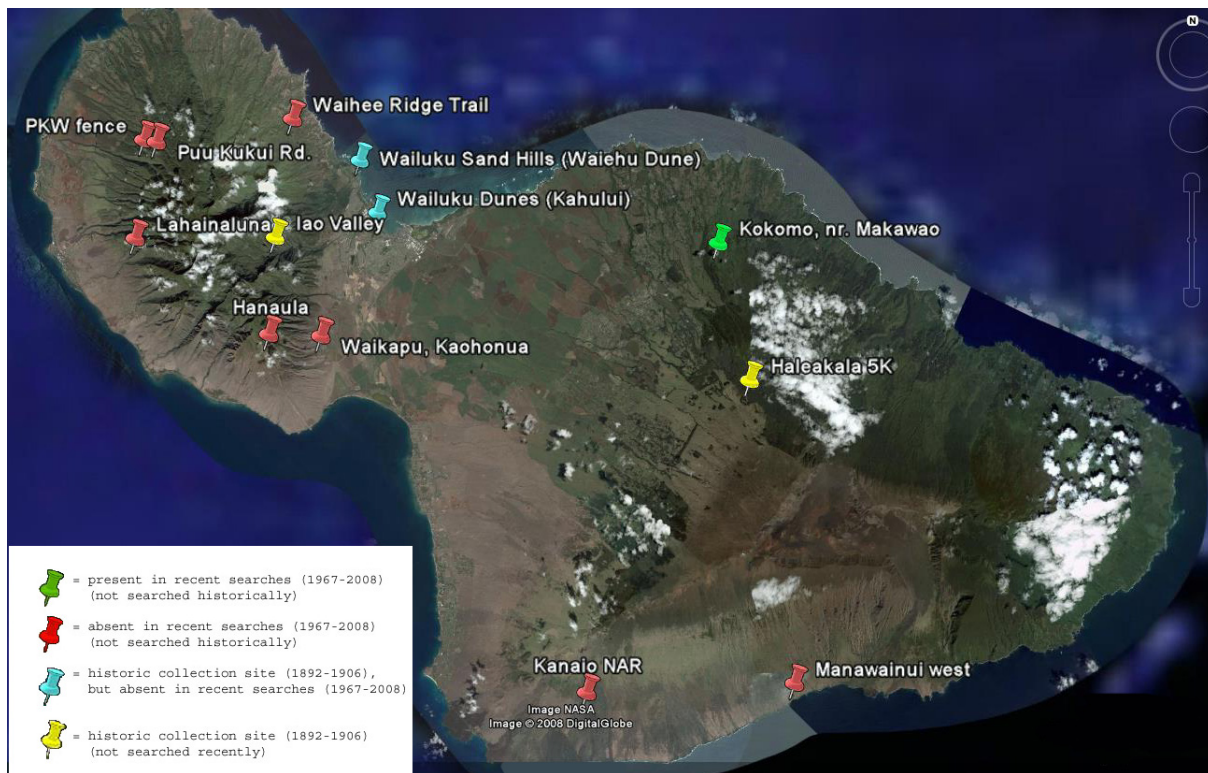 N
Waihee Ridge Trail
PKW fence
Puu Kukui Rd.
Wailuku Sand Hills (Waiehu Dune)
Wailuku Dunes (Kahului)
Lahainaluna
Iao Valley
Kokomo, nr. Makawao
Hanaula
Waikapu, Kaohonua
Haleakala 5K
Kanaio NAR
Manawainui west
Image NASA
Image © 2008 DigitalGlobe
= present in recent searches (1967-2008)
(not searched historically)
= absent in recent searches (1967-2008)
(not searched historically)
= historic collection site (1892-1906),
but absent in recent searches (1967-2008)
= historic collection site (1892-1906)
(not searched recently)